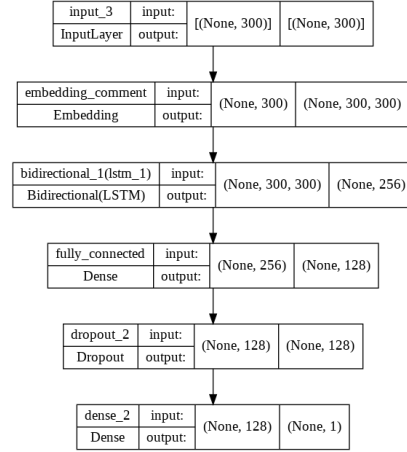 input_3 input: [(None, 300)] [(None, 300)]
InputLayer output:
embedding_comment input: (None, 300) (None, 300, 300)
Embedding output:
bidirectional_1(lstm_1) input: (None, 300, 300) (None, 256)
Bidirectional(LSTM) output:
fully_connected input: (None, 256) (None, 128)
Dense output:
dropout_2 input: (None, 128) (None, 128)
Dropout output:
dense_2 input: (None, 128) (None, 1)
Dense output: